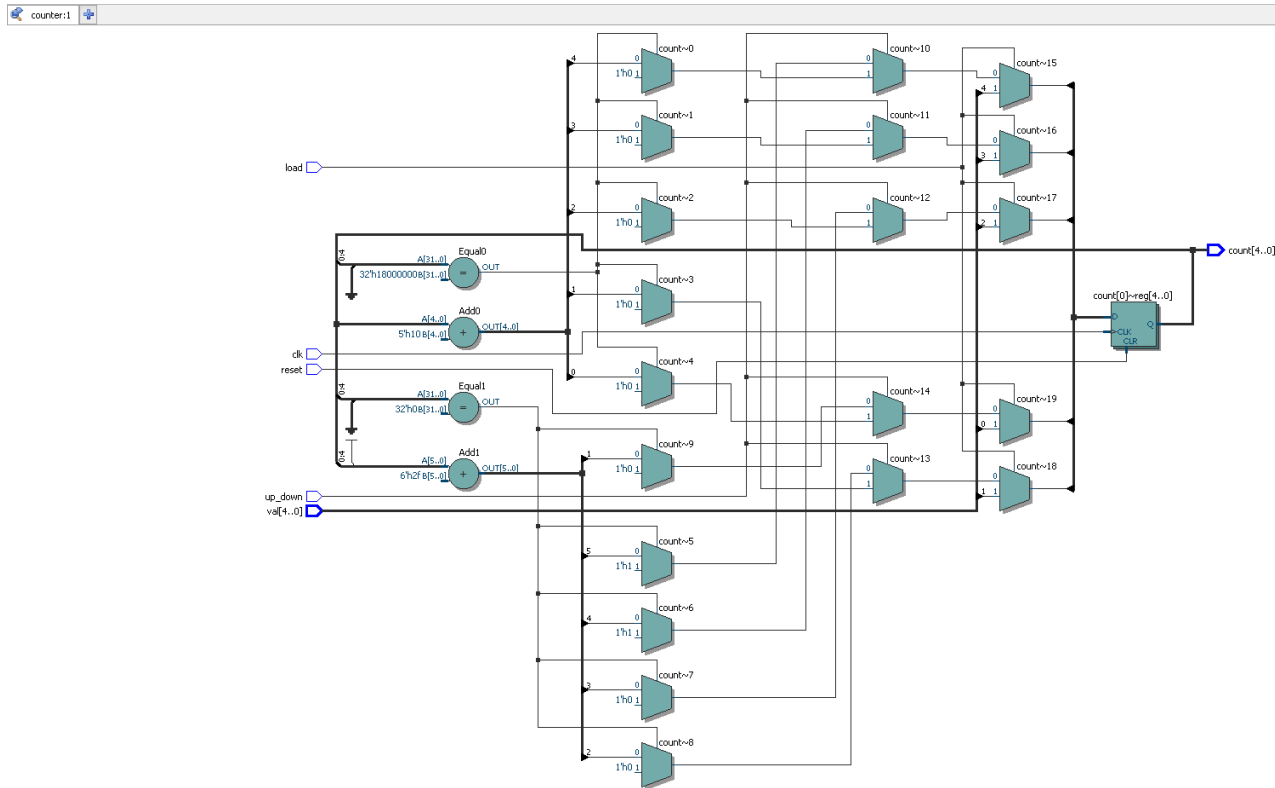 counter:1
count~0
4
0
1'h0 1
count~10
0
1
count~15
0
4 1
count~1
3
0
1'h0 1
count~11
0
1
count~16
0
3 1
load
count~2
2
0
1'h0 1
count~12
0
1
count~17
0
2 1
0:4
Equal0
A[31..0]
32'h18000000 B[31..0]
=
OUT
count[4..0]
count~3
1
0
1'h0 1
Add0
A[4..0]
5'h10 B[4..0]
+
OUT[4..0]
count[0]~reg[4..0]
D
Q
CLK
CLR
clk
reset
count~4
0
0
1'h0 1
0:4
Equal1
A[31..0]
32'h0 B[31..0]
=
OUT
count~14
0
1
count~19
0
0 1
0:4
Add1
A[5..0]
6'h2f B[5..0]
+
OUT[5..0]
count~9
1
0
1'h0 1
count~13
0
1
count~18
0
1 1
up_down
val[4..0]
count~5
5
0
1'h1 1
count~6
4
0
1'h1 1
count~7
3
0
1'h0 1
count~8
2
0
1'h0 1